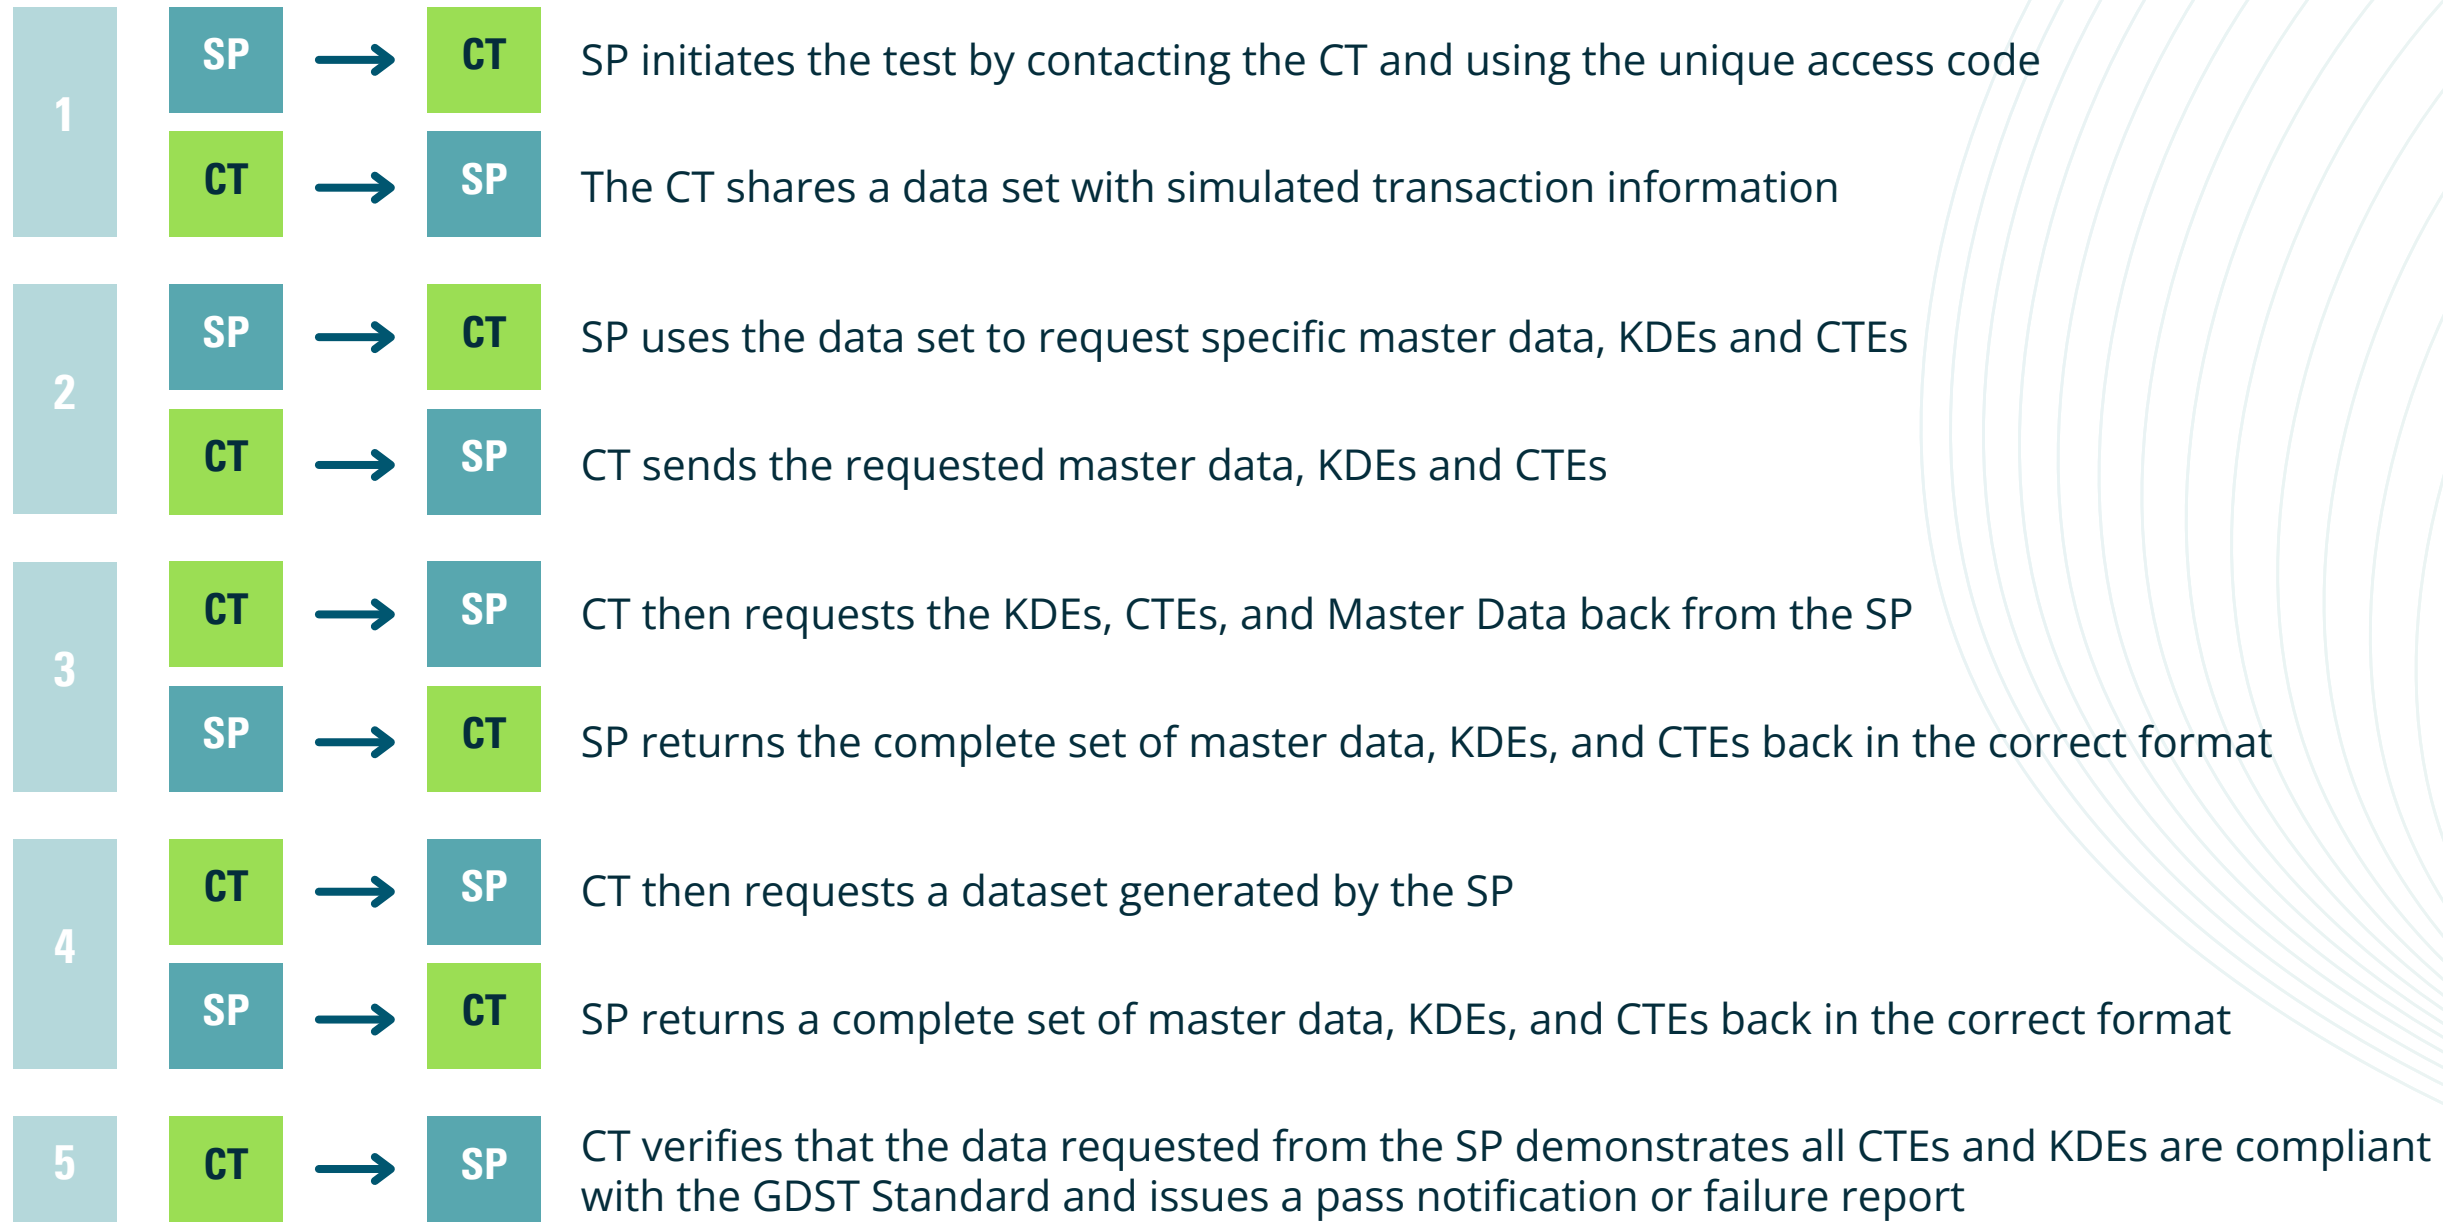 1
SP
CT
SP initiates the test by contacting the CT and using the unique access code
CT
SP
The CT shares a data set with simulated transaction information
2
SP
CT
SP uses the data set to request specific master data, KDEs and CTEs
CT
SP
CT sends the requested master data, KDEs and CTEs
3
CT
SP
CT then requests the KDEs, CTEs, and Master Data back from the SP
SP
CT
SP returns the complete set of master data, KDEs, and CTEs back in the correct format
4
CT
SP
CT then requests a dataset generated by the SP
SP
CT
SP returns a complete set of master data, KDEs, and CTEs back in the correct format
5
CT
SP
CT verifies that the data requested from the SP demonstrates all CTEs and KDEs are compliant
with the GDST Standard and issues a pass notification or failure report